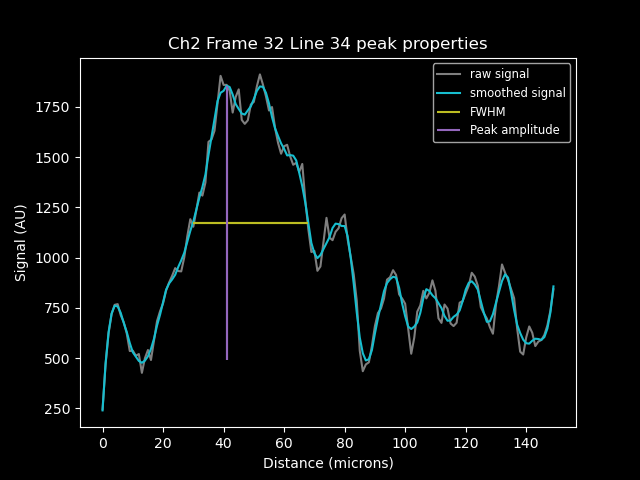 Ch2 Frame 32 Line 34 peak properties
raw signal
smoothed signal
FWHM
Peak amplitude
Signal (AU)
1750
1500
1250
1000
750
500
250
0 20 40 60 80 100 120 140
Distance (microns)